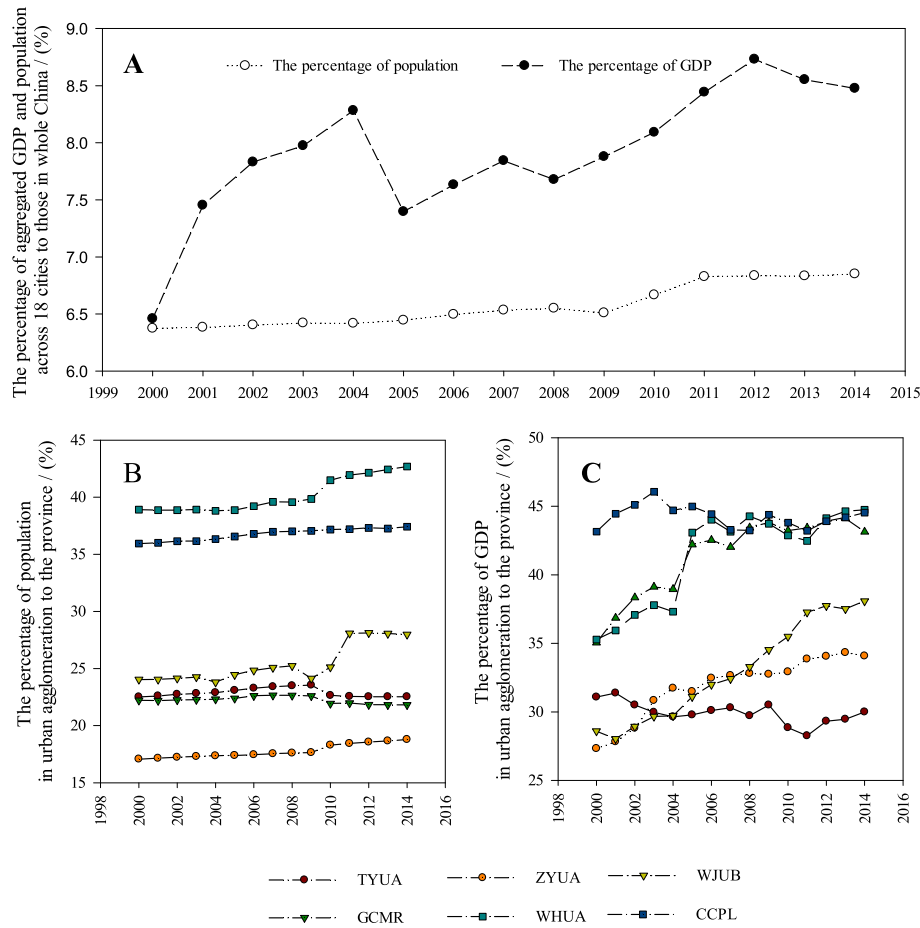 The percentage of aggregated GDP and population
across 18 cities to those in whole China / (%)
A
The percentage of population
The percentage of GDP
9.0
8.5
8.0
7.5
7.0
6.5
6.0
1999 2000 2001 2002 2003 2004 2005 2006 2007 2008 2009 2010 2011 2012 2013 2014 2015
The percentage of population
in urban agglomeration to the province / (%)
B
45
40
35
30
25
20
15
1998 2000 2002 2004 2006 2008 2010 2012 2014 2016
The percentage of GDP
in urban agglomeration to the province / (%)
C
50
45
40
35
30
25
1998 2000 2002 2004 2006 2008 2010 2012 2014 2016
TYUA ZYUA WJUB
GCMR WHUA CCPL